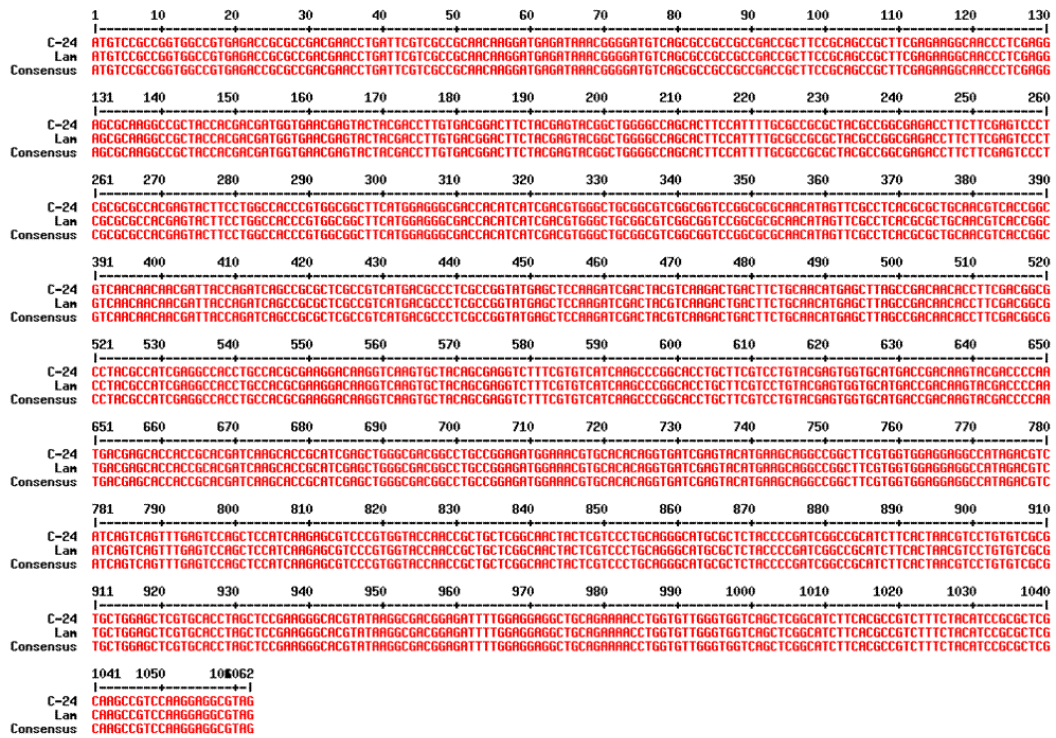 1 10 20 30 40 50 60 70 80 90 100 110 120 130
|--------+---------+---------+---------+---------+---------+---------+---------+---------+---------+---------+---------+---------|
C-24 ATGTCCGCCGGTGGCCGTGAGACCGCGCCGACGAACCTGATTCGTCGCCGCAACAAGGATGAGATAAACGGGGATGTCAGCGCCGCCGCCGACCGCTTCCGCAGCCGCTTCGAGAAGGCAACCCTCGAGG
Lam ATGTCCGCCGGTGGCCGTGAGACCGCGCCGACGAACCTGATTCGTCGCCGCAACAAGGATGAGATAAACGGGGATGTCAGCGCCGCCGCCGACCGCTTCCGCAGCCGCTTCGAGAAGGCAACCCTCGAGG
Consensus ATGTCCGCCGGTGGCCGTGAGACCGCGCCGACGAACCTGATTCGTCGCCGCAACAAGGATGAGATAAACGGGGATGTCAGCGCCGCCGCCGACCGCTTCCGCAGCCGCTTCGAGAAGGCAACCCTCGAGG
131 140 150 160 170 180 190 200 210 220 230 240 250 260
|--------+---------+---------+---------+---------+---------+---------+---------+---------+---------+---------+---------+---------|
C-24 AGCGCAAGGCCGCTACCACGACGATGGTGAACGAGTACTACGACCTTGTGACGGACTTCTACGAGTACGGCTGGGGCCAGCACTTCCATTTTGCGCCGCGCTACGCCGGCGAGACCTTCTTCGAGTCCCT
Lam AGCGCAAGGCCGCTACCACGACGATGGTGAACGAGTACTACGACCTTGTGACGGACTTCTACGAGTACGGCTGGGGCCAGCACTTCCATTTTGCGCCGCGCTACGCCGGCGAGACCTTCTTCGAGTCCCT
Consensus AGCGCAAGGCCGCTACCACGACGATGGTGAACGAGTACTACGACCTTGTGACGGACTTCTACGAGTACGGCTGGGGCCAGCACTTCCATTTTGCGCCGCGCTACGCCGGCGAGACCTTCTTCGAGTCCCT
261 270 280 290 300 310 320 330 340 350 360 370 380 390
|--------+---------+---------+---------+---------+---------+---------+---------+---------+---------+---------+---------+---------|
C-24 CGCGCGCCACGAGTACTTCCTGGCCACCCGTGGCGGCTTCATGGAGGGCGACCACATCATCGACGTGGGCTGCGGCGTCGGCGGTCCGGCGCGCAACATAGTTCGCCTCACGCGCTGCAACGTCACCGGC
Lam CGCGCGCCACGAGTACTTCCTGGCCACCCGTGGCGGCTTCATGGAGGGCGACCACATCATCGACGTGGGCTGCGGCGTCGGCGGTCCGGCGCGCAACATAGTTCGCCTCACGCGCTGCAACGTCACCGGC
Consensus CGCGCGCCACGAGTACTTCCTGGCCACCCGTGGCGGCTTCATGGAGGGCGACCACATCATCGACGTGGGCTGCGGCGTCGGCGGTCCGGCGCGCAACATAGTTCGCCTCACGCGCTGCAACGTCACCGGC
391 400 410 420 430 440 450 460 470 480 490 500 510 520
|--------+---------+---------+---------+---------+---------+---------+---------+---------+---------+---------+---------+---------|
C-24 GTCAACAACAACGATTACCAGATCAGCCGCGCTCGCCGTCATGACGCCCTCGCCGGTATGAGCTCCAAGATCGACTACGTCAAGACTGACTTCTGCAACATGAGCTTAGCCGACAACACCTTCGACGGCG
Lam GTCAACAACAACGATTACCAGATCAGCCGCGCTCGCCGTCATGACGCCCTCGCCGGTATGAGCTCCAAGATCGACTACGTCAAGACTGACTTCTGCAACATGAGCTTAGCCGACAACACCTTCGACGGCG
Consensus GTCAACAACAACGATTACCAGATCAGCCGCGCTCGCCGTCATGACGCCCTCGCCGGTATGAGCTCCAAGATCGACTACGTCAAGACTGACTTCTGCAACATGAGCTTAGCCGACAACACCTTCGACGGCG
521 530 540 550 560 570 580 590 600 610 620 630 640 650
|--------+---------+---------+---------+---------+---------+---------+---------+---------+---------+---------+---------+---------|
C-24 CCTACGCCATCGAGGCCACCTGCCACGCGAAGGACAAGGTCAAGTGCTACAGCGAGGTCTTTCGTGTCATCAAGCCCGGCACCTGCTTCGTCCTGTACGAGTGGTGCATGACCGACAAGTACGACCCCAA
Lam CCTACGCCATCGAGGCCACCTGCCACGCGAAGGACAAGGTCAAGTGCTACAGCGAGGTCTTTCGTGTCATCAAGCCCGGCACCTGCTTCGTCCTGTACGAGTGGTGCATGACCGACAAGTACGACCCCAA
Consensus CCTACGCCATCGAGGCCACCTGCCACGCGAAGGACAAGGTCAAGTGCTACAGCGAGGTCTTTCGTGTCATCAAGCCCGGCACCTGCTTCGTCCTGTACGAGTGGTGCATGACCGACAAGTACGACCCCAA
651 660 670 680 690 700 710 720 730 740 750 760 770 780
|--------+---------+---------+---------+---------+---------+---------+---------+---------+---------+---------+---------+---------|
C-24 TGACGAGCACCACCGCACGATCAAGCACCGCATCGAGCTGGGCGACGGCCTGCCGGAGATGGAAACGTGCACACAGGTGATCGAGTACATGAAGCAGGCCGGCTTCGTGGTGGAGGAGGCCATAGACGTC
Lam TGACGAGCACCACCGCACGATCAAGCACCGCATCGAGCTGGGCGACGGCCTGCCGGAGATGGAAACGTGCACACAGGTGATCGAGTACATGAAGCAGGCCGGCTTCGTGGTGGAGGAGGCCATAGACGTC
Consensus TGACGAGCACCACCGCACGATCAAGCACCGCATCGAGCTGGGCGACGGCCTGCCGGAGATGGAAACGTGCACACAGGTGATCGAGTACATGAAGCAGGCCGGCTTCGTGGTGGAGGAGGCCATAGACGTC
781 790 800 810 820 830 840 850 860 870 880 890 900 910
|--------+---------+---------+---------+---------+---------+---------+---------+---------+---------+---------+---------+---------|
C-24 ATCAGTCAGTTTGAGTCCAGCTCCATCAAGAGCGTCCCGTGGTACCAACCGCTGCTCGGCAACTACTCGTCCCTGCAGGGCATGCGCTCTACCCCGATCGGCCGCATCTTCACTAACGTCCTGTGTCGCG
Lam ATCAGTCAGTTTGAGTCCAGCTCCATCAAGAGCGTCCCGTGGTACCAACCGCTGCTCGGCAACTACTCGTCCCTGCAGGGCATGCGCTCTACCCCGATCGGCCGCATCTTCACTAACGTCCTGTGTCGCG
Consensus ATCAGTCAGTTTGAGTCCAGCTCCATCAAGAGCGTCCCGTGGTACCAACCGCTGCTCGGCAACTACTCGTCCCTGCAGGGCATGCGCTCTACCCCGATCGGCCGCATCTTCACTAACGTCCTGTGTCGCG
911 920 930 940 950 960 970 980 990 1000 1010 1020 1030 1040
|--------+---------+---------+---------+---------+---------+---------+---------+---------+---------+---------+---------+---------|
C-24 TGCTGGAGCTCGTGCACCTAGCTCCGAAGGGCACGTATAAGGCGACGGAGATTTTGGAGGAGGCTGCAGAAAACCTGGTGTTGGGTGGTCAGCTCGGCATCTTCACGCCGTCTTTCTACATCCGCGCTCG
Lam TGCTGGAGCTCGTGCACCTAGCTCCGAAGGGCACGTATAAGGCGACGGAGATTTTGGAGGAGGCTGCAGAAAACCTGGTGTTGGGTGGTCAGCTCGGCATCTTCACGCCGTCTTTCTACATCCGCGCTCG
Consensus TGCTGGAGCTCGTGCACCTAGCTCCGAAGGGCACGTATAAGGCGACGGAGATTTTGGAGGAGGCTGCAGAAAACCTGGTGTTGGGTGGTCAGCTCGGCATCTTCACGCCGTCTTTCTACATCCGCGCTCG
1041 1050 1062
|--------+---------+-|
C-24 CAAGCCGTCCAAGGAGGCGTAG
Lam CAAGCCGTCCAAGGAGGCGTAG
Consensus CAAGCCGTCCAAGGAGGCGTAG